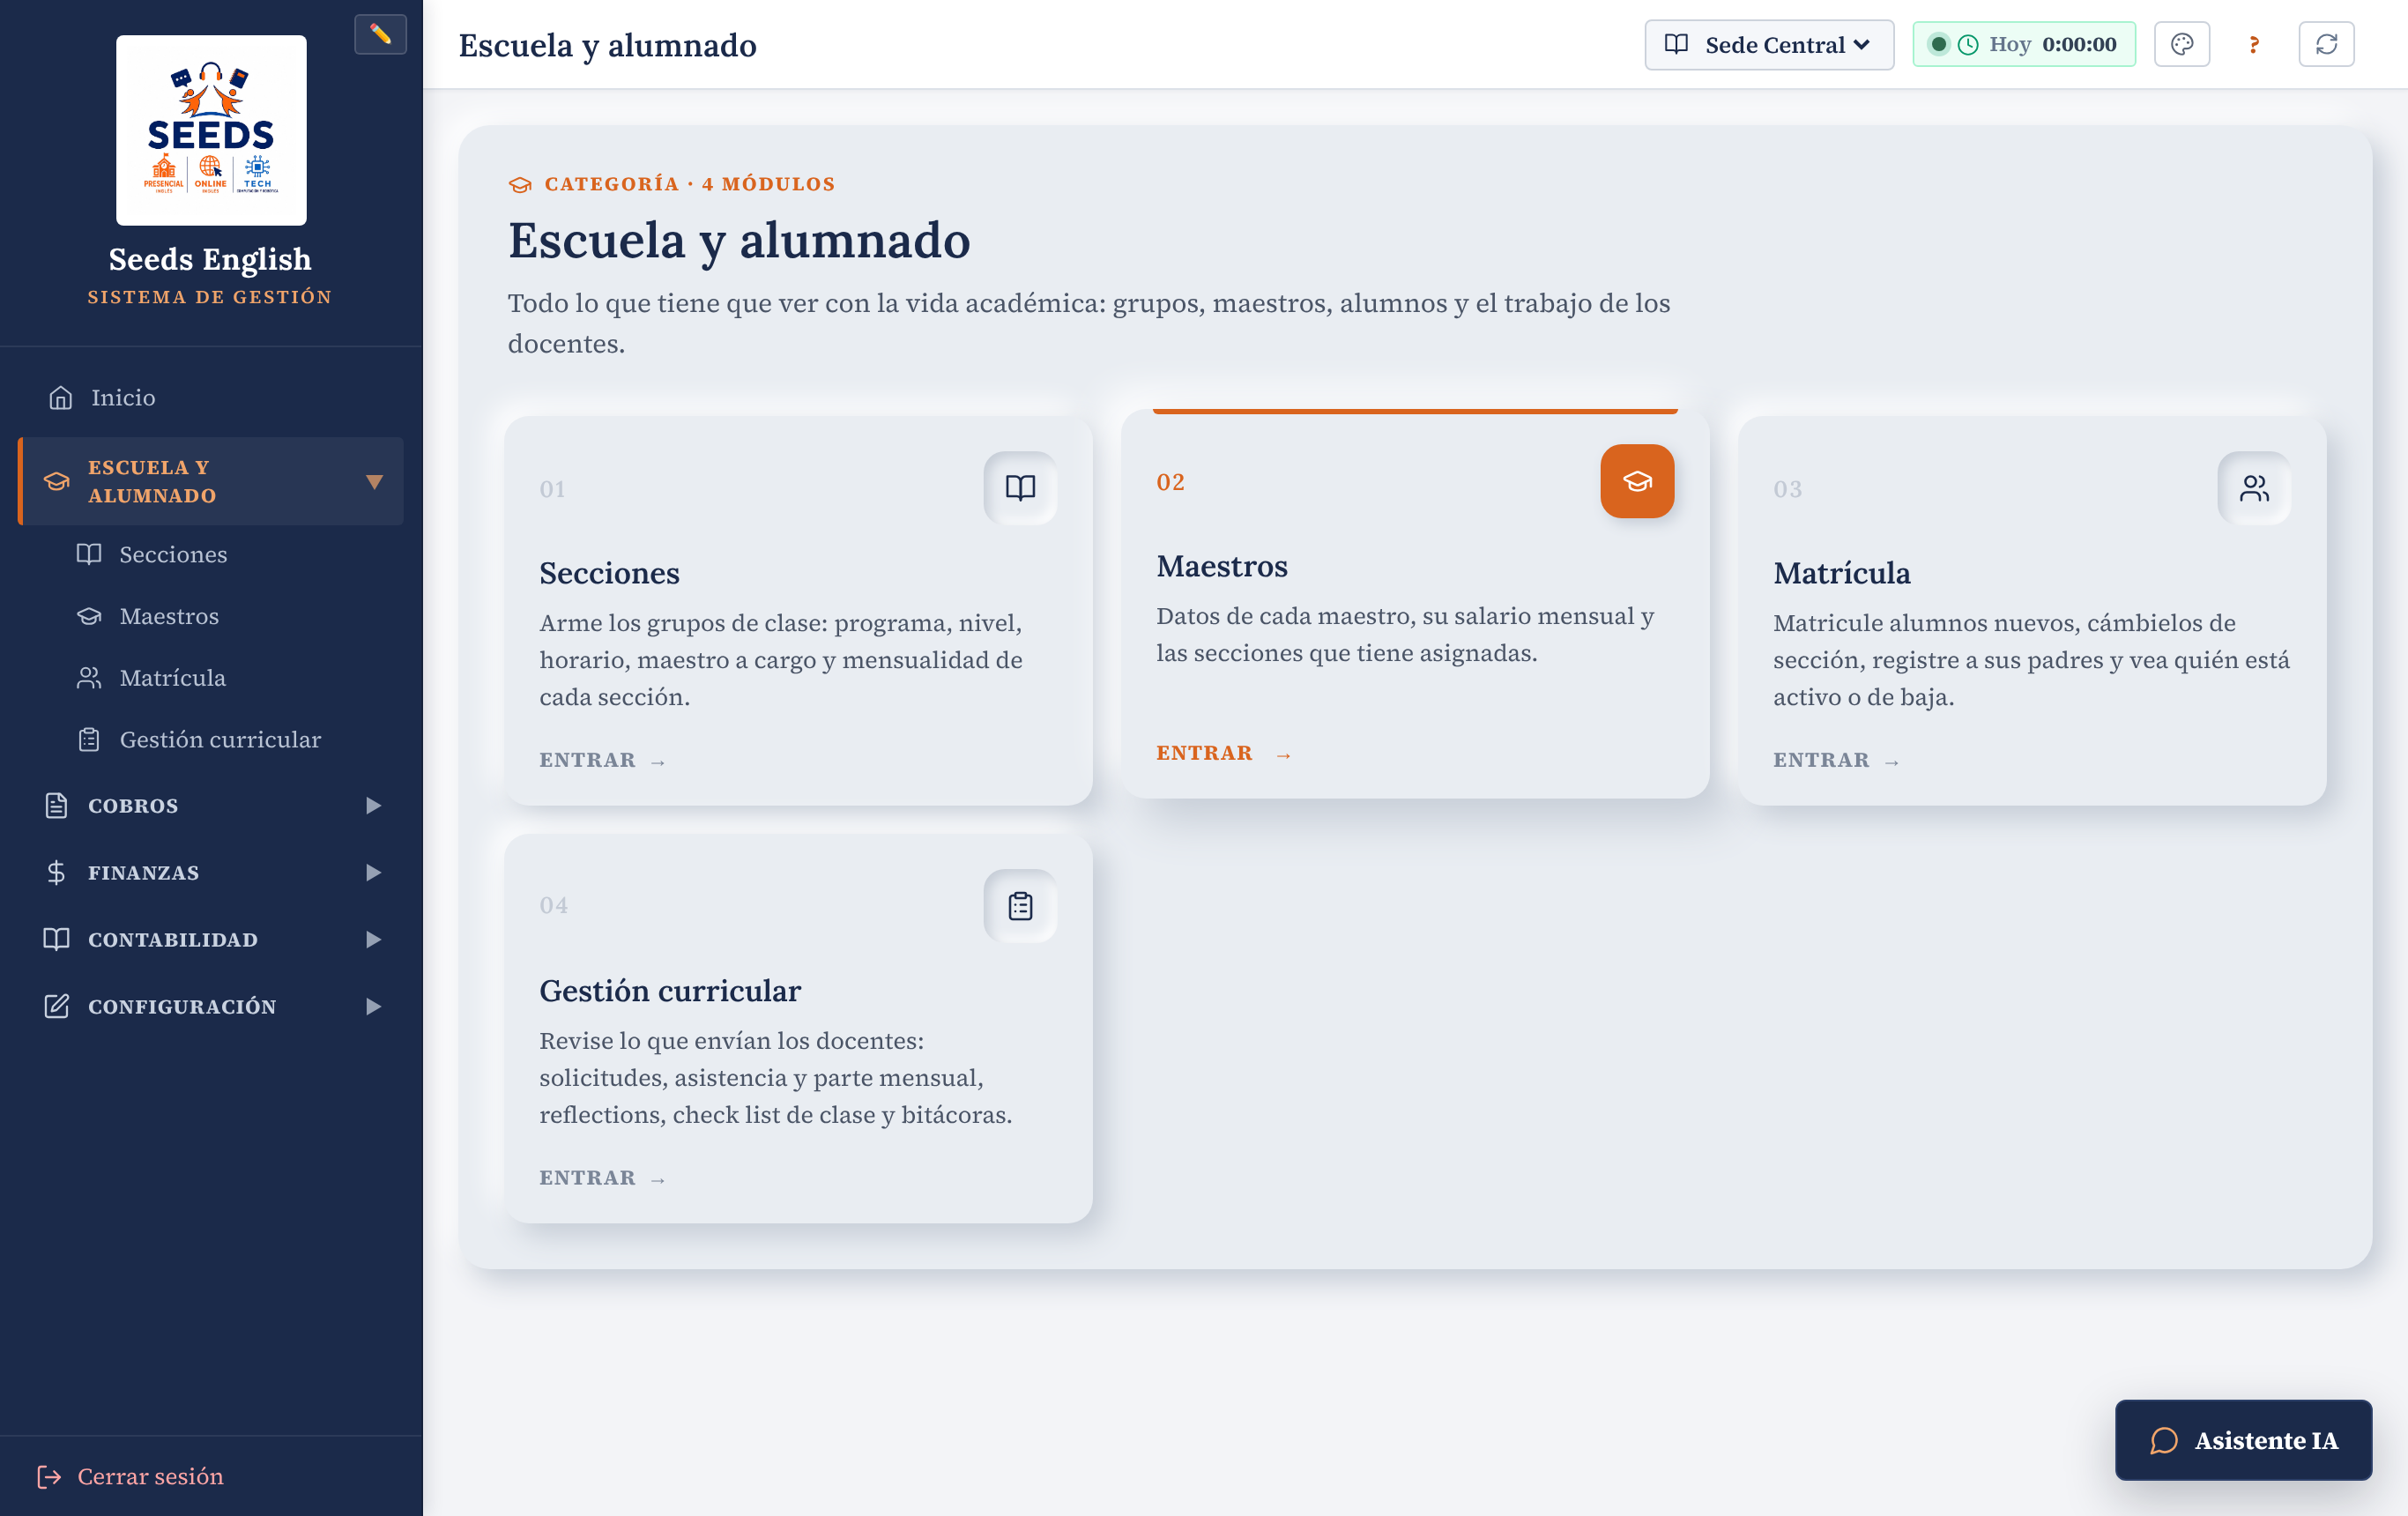 SEEDS
PRESENCIAL
INGLÉS
ONLINE
INGLÉS
TECH
Seeds English
SISTEMA DE GESTIÓN
Inicio
ESCUELA Y
ALUMNADO
Secciones
Maestros
Matrícula
Gestión curricular
COBROS
FINANZAS
CONTABILIDAD
CONFIGURACIÓN
Cerrar sesión
Escuela y alumnado
Sede Central
Hoy 0:00:00
?
CATEGORÍA · 4 MÓDULOS
Escuela y alumnado
Todo lo que tiene que ver con la vida académica: grupos, maestros, alumnos y el trabajo de los
docentes.
01
Secciones
Arme los grupos de clase: programa, nivel,
horario, maestro a cargo y mensualidad de
cada sección.
ENTRAR →
02
Maestros
Datos de cada maestro, su salario mensual y
las secciones que tiene asignadas.
ENTRAR →
03
Matrícula
Matricule alumnos nuevos, cámbielos de
sección, registre a sus padres y vea quién está
activo o de baja.
ENTRAR →
04
Gestión curricular
Revise lo que envían los docentes:
solicitudes, asistencia y parte mensual,
reflections, check list de clase y bitácoras.
ENTRAR →
Asistente IA